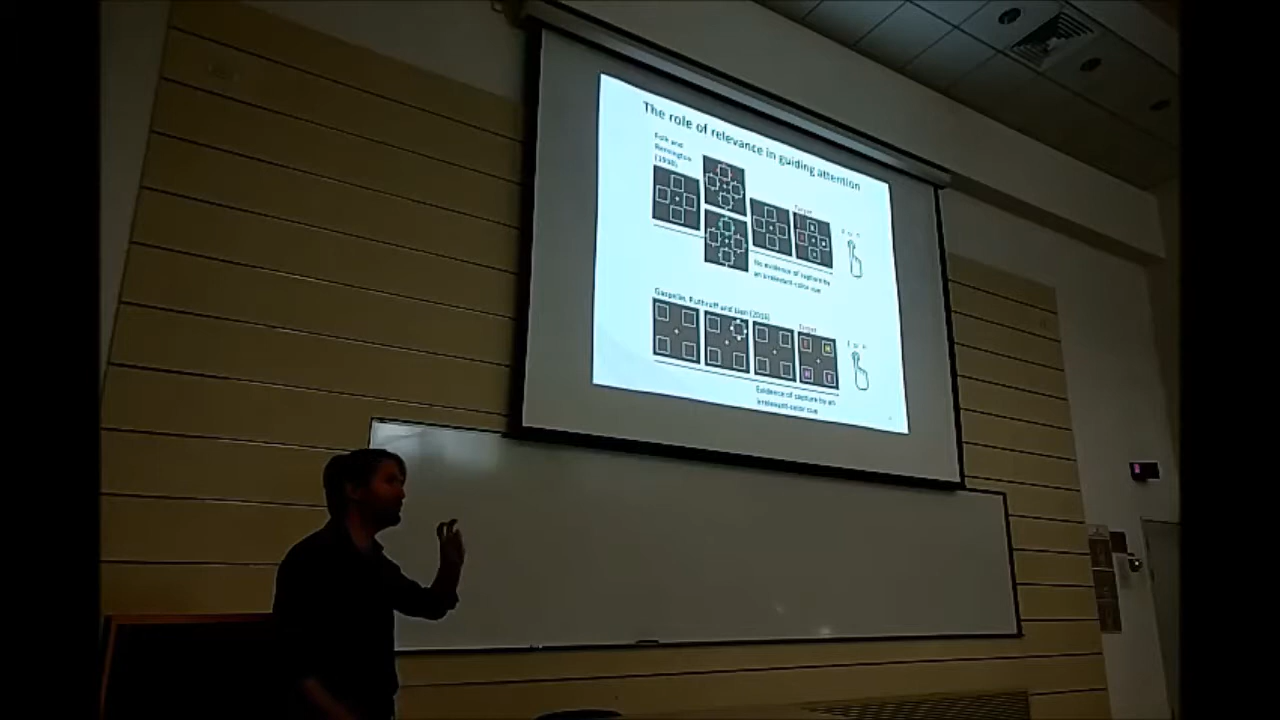 The role of relevance in guiding attention
Folk and
Remington
(1998)
Target
No evidence of capture by
an irrelevant-color cue
Gaspelin, Ruthruff and Lien (2016)
Target
Evidence of capture by an
irrelevant-color cue